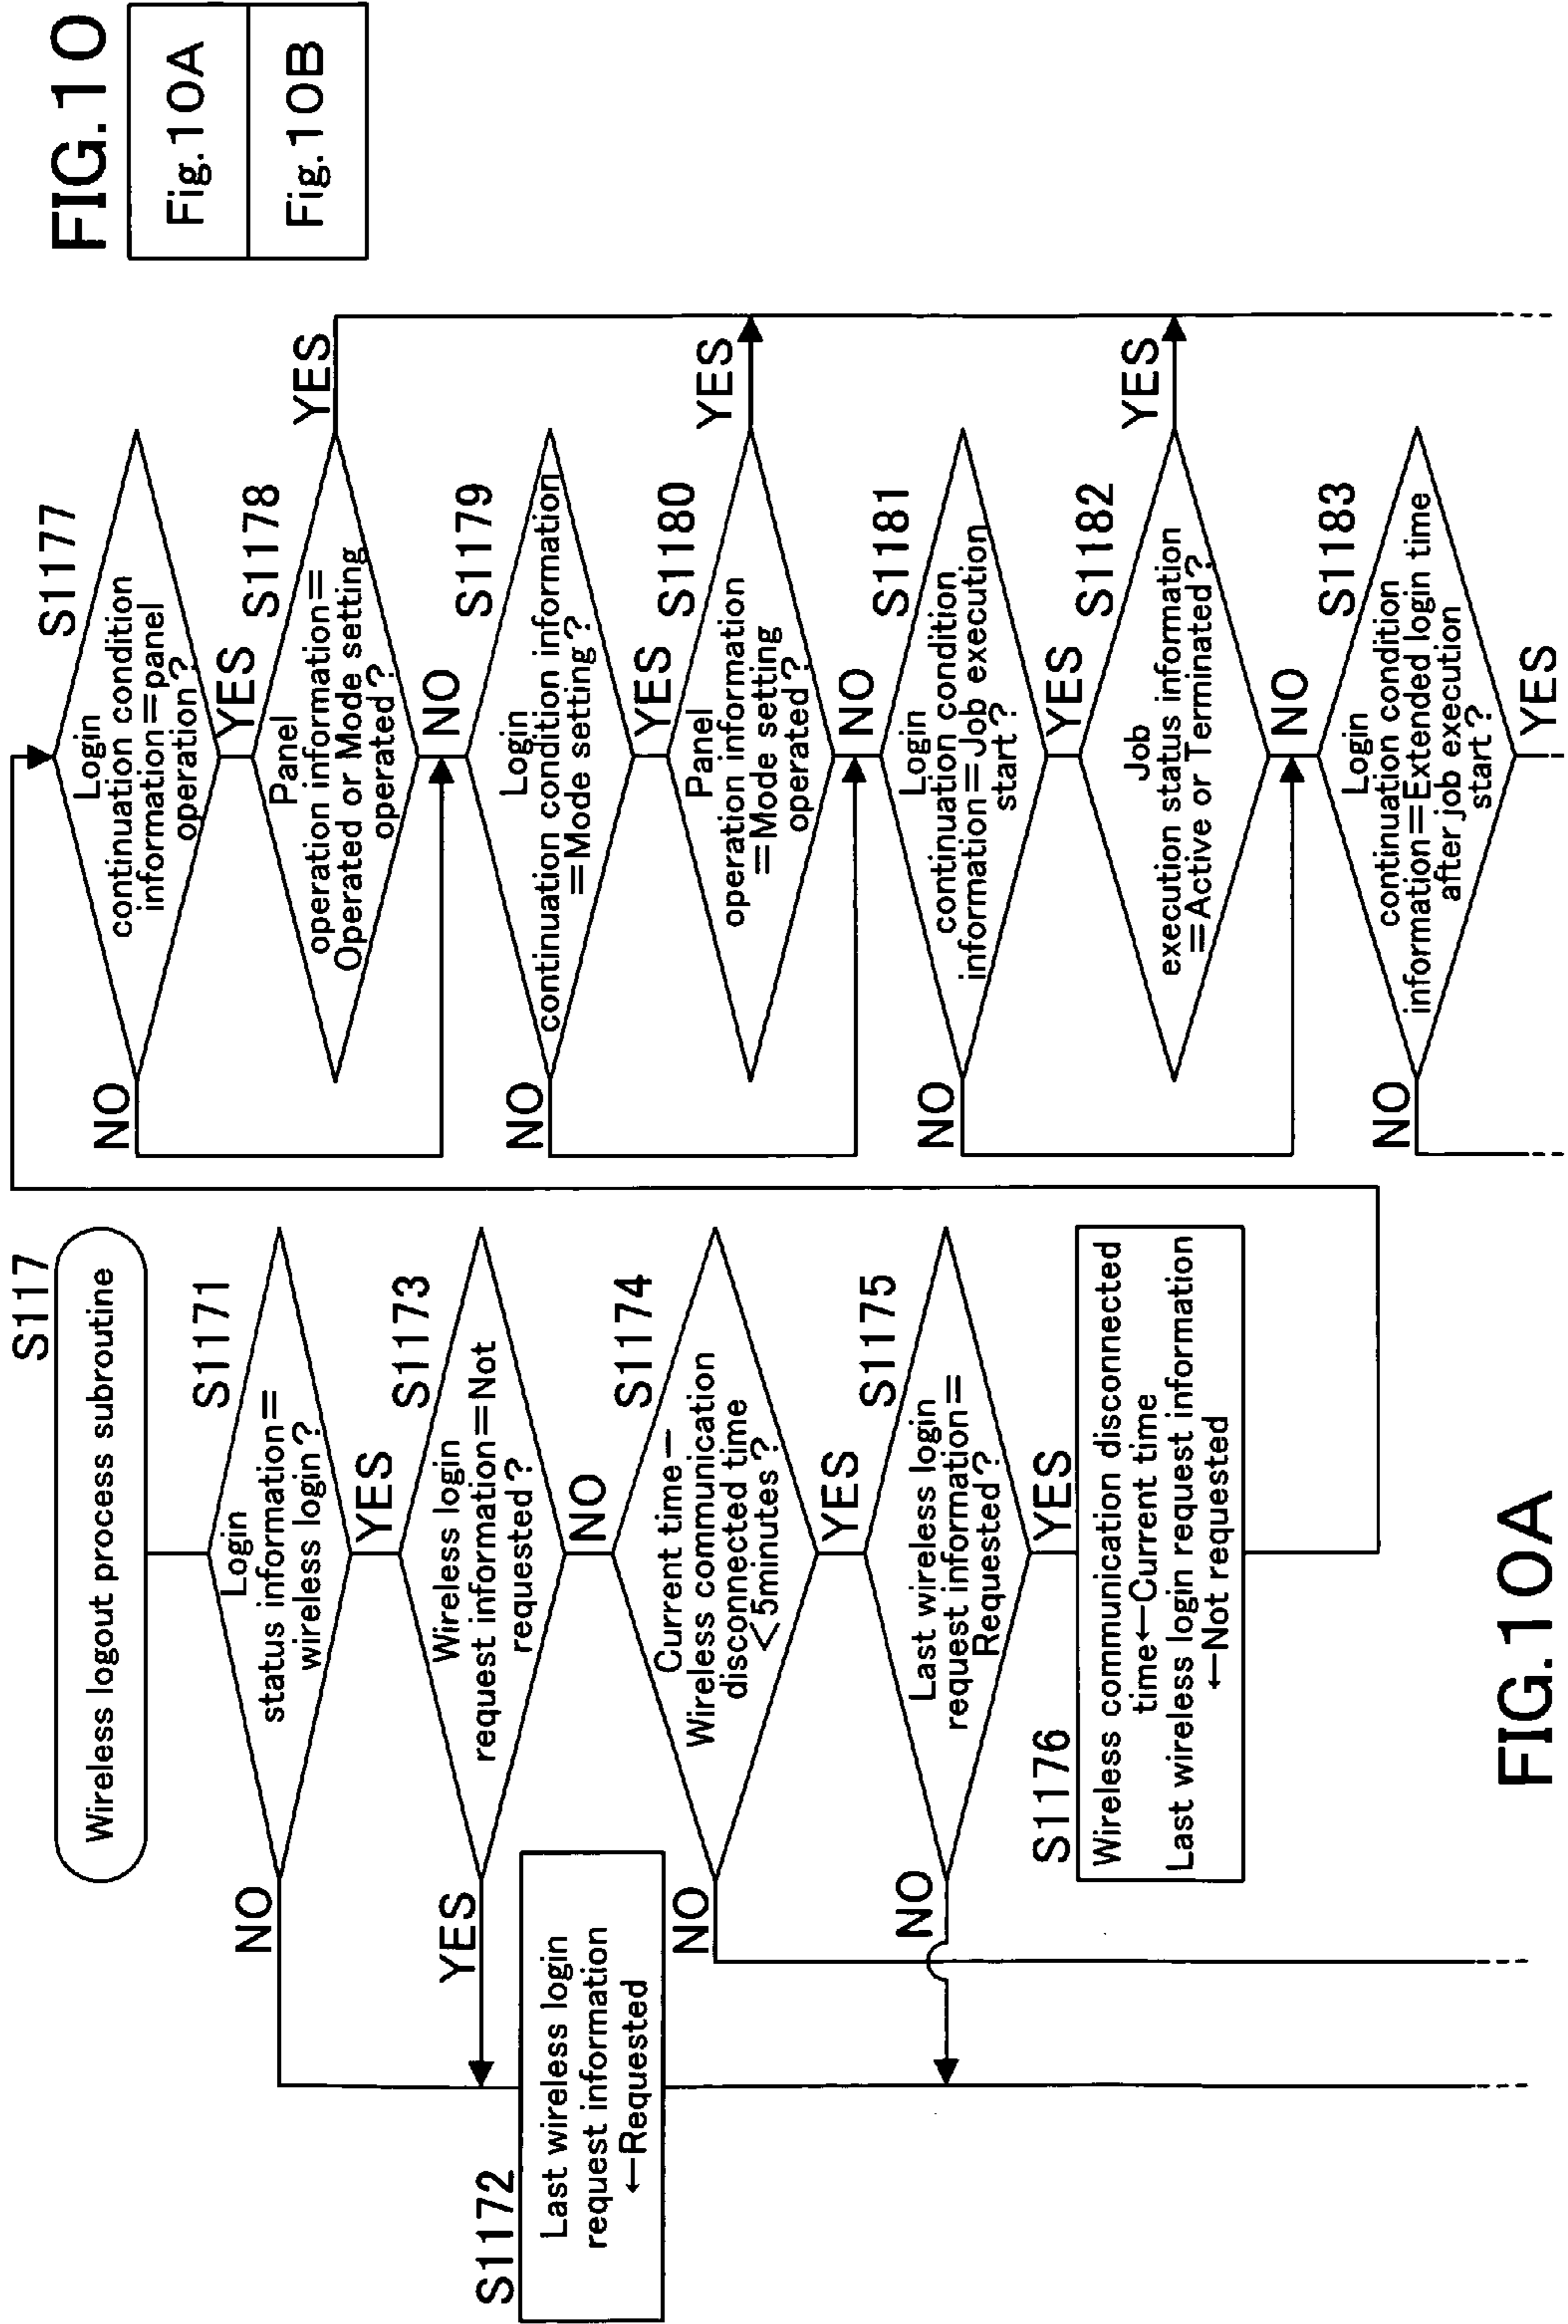 FIG.10
Fig.10A
Fig.10B
S117
Wireless logout process subroutine
S1171
Login
status information=
wireless login?
NO
YES
S1173
Wireless login
request information=Not
requested?
YES
NO
S1172
Last wireless login
request information
←Requested
S1174
Current time－
Wireless communication
disconnected time
<5minutes?
NO
YES
S1175
Last wireless login
request information=
Requested?
NO
YES
S1176
Wireless communication disconnected
time←Current time
Last wireless login request information
←Not requested
S1177
Login
continuation condition
information=panel
operation?
NO
YES
S1178
Panel
operation information=
Operated or Mode setting
operated?
YES
NO
S1179
Login
continuation condition information
=Mode setting?
NO
YES
S1180
Panel
operation information
=Mode setting
operated?
YES
NO
S1181
Login
continuation condition
information=Job execution
start?
NO
YES
S1182
Job
execution status information
=Active or Terminated?
YES
NO
S1183
Login
continuation condition
information=Extended login time
after job execution
start?
NO
YES
FIG.10A